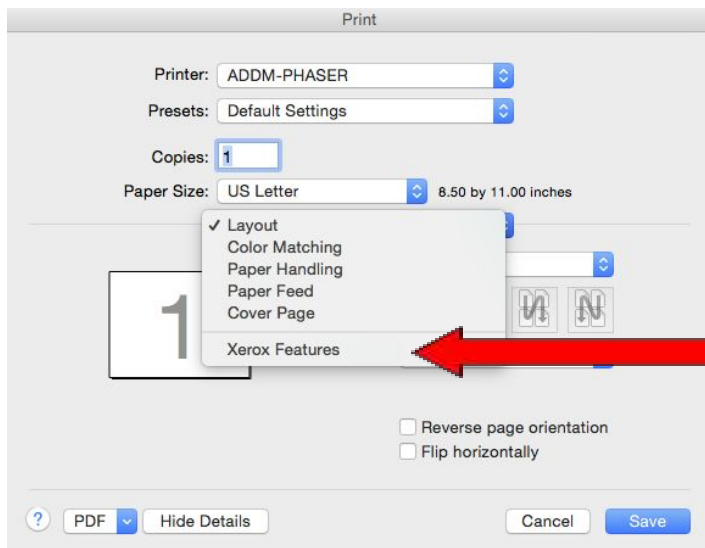 Print
Printer: ADDM-PHASER
Presets: Default Settings
Copies: 1
Paper Size: US Letter 8.50 by 11.00 inches
✓ Layout
Color Matching
Paper Handling
Paper Feed
Cover Page
Xerox Features
1
Reverse page orientation
Flip horizontally
? PDF Hide Details Cancel Save